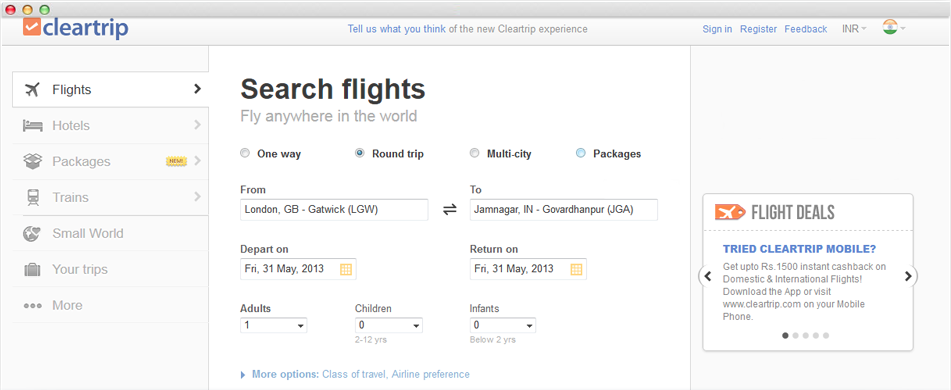 cleartrip
Tell us what you think of the new Cleartrip experience
Sign in Register Feedback INR
Flights
Hotels
Packages NEW!
Trains
Small World
Your trips
More
Search flights
Fly anywhere in the world
One way Round trip Multi-city Packages
From To
London, GB - Gatwick (LGW) Jamnagar, IN - Govardhanpur (JGA)
Depart on Return on
Fri, 31 May, 2013 Fri, 31 May, 2013
Adults Children Infants
1 0 0
2-12 yrs Below 2 yrs
More options: Class of travel, Airline preference
FLIGHT DEALS
TRIED CLEARTRIP MOBILE?
Get upto Rs.1500 instant cashback on
Domestic & International Flights!
Download the App or visit
www.cleartrip.com on your Mobile
Phone.